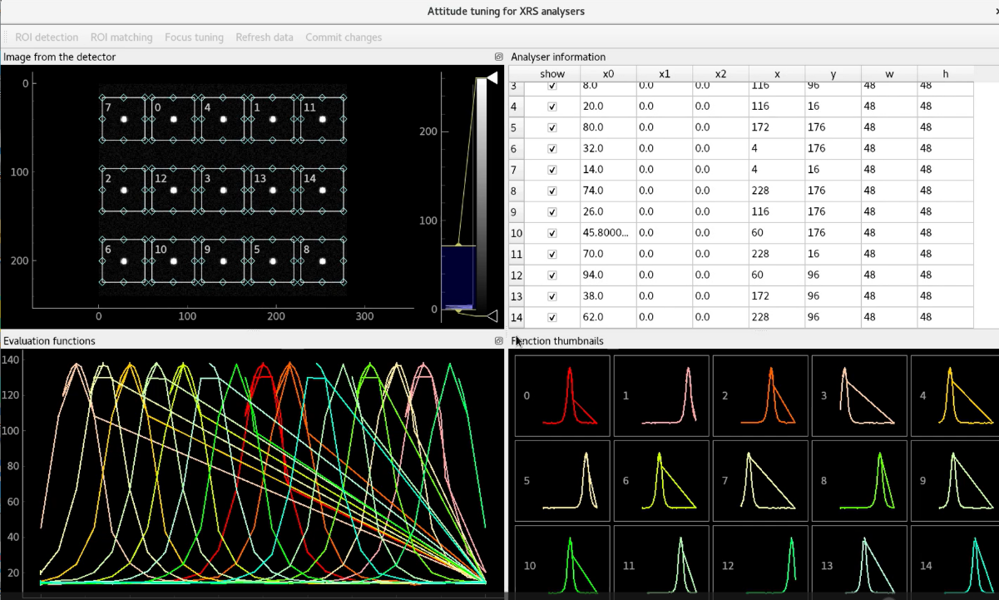 Attitude tuning for XRS analysers
ROI detection ROI matching Focus tuning Refresh data Commit changes
Image from the detector
0
100
200
0 100 200 300
7 0 4 1 11
2 12 3 13 14
6 10 9 5 8
200
100
0
Analyser information
show x0 x1 x2 x y w h
3 8.0 0.0 0.0 116 96 48 48
4 20.0 0.0 0.0 116 16 48 48
5 80.0 0.0 0.0 172 176 48 48
6 32.0 0.0 0.0 4 176 48 48
7 14.0 0.0 0.0 4 16 48 48
8 74.0 0.0 0.0 228 176 48 48
9 26.0 0.0 0.0 116 176 48 48
10 45.8000... 0.0 0.0 60 176 48 48
11 70.0 0.0 0.0 228 16 48 48
12 94.0 0.0 0.0 60 96 48 48
13 38.0 0.0 0.0 172 96 48 48
14 62.0 0.0 0.0 228 96 48 48
Evaluation functions
140
120
100
80
60
40
20
Function thumbnails
0 1 2 3 4
5 6 7 8 9
10 11 12 13 14